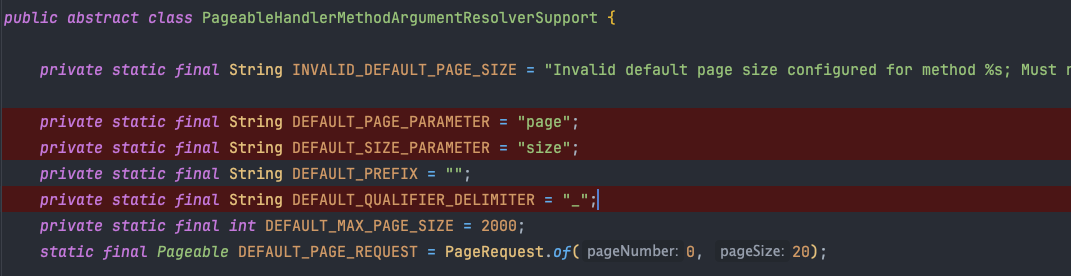 public abstract class PageableHandlerMethodArgumentResolverSupport {
private static final String INVALID_DEFAULT_PAGE_SIZE = "Invalid default page size configured for method %s; Must
private static final String DEFAULT_PAGE_PARAMETER = "page";
private static final String DEFAULT_SIZE_PARAMETER = "size";
private static final String DEFAULT_PREFIX = "";
private static final String DEFAULT_QUALIFIER_DELIMITER = "_";
private static final int DEFAULT_MAX_PAGE_SIZE = 2000;
static final Pageable DEFAULT_PAGE_REQUEST = PageRequest.of( pageNumber: 0, pageSize: 20);